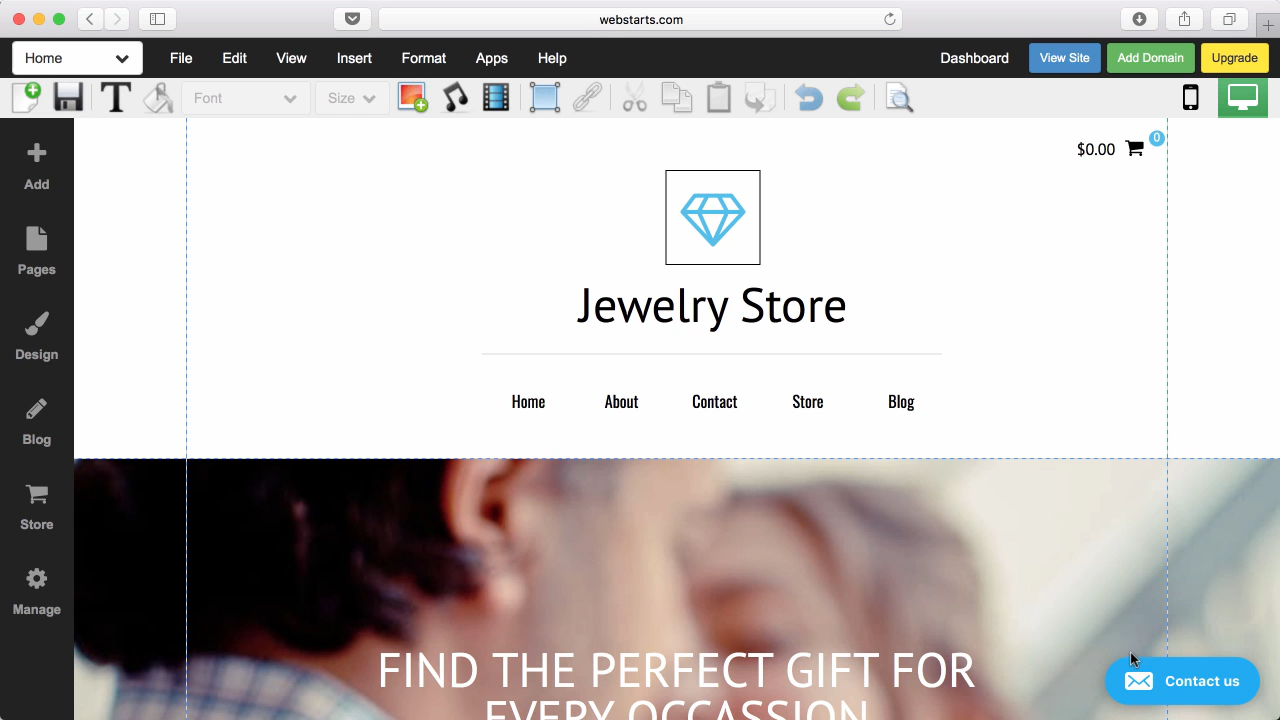 webstarts.com
Home File Edit View Insert Format Apps Help Dashboard View Site Add Domain Upgrade
T Font Size
Add
Pages
Design
Blog
Store
Manage
$0.00 0
Jewelry Store
Home About Contact Store Blog
FIND THE PERFECT GIFT FOR
EVERY OCCASSION
Contact us